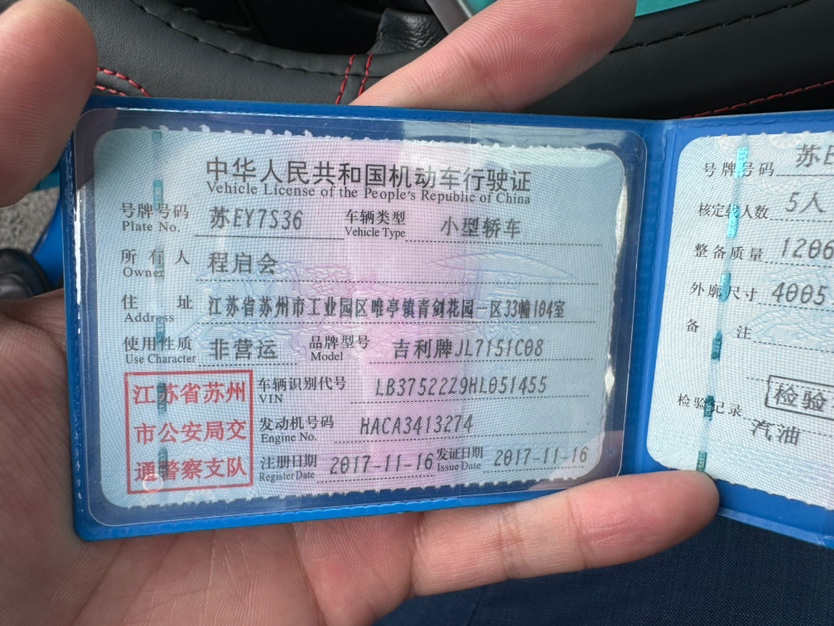 中华人民共和国机动车行驶证
Vehicle License of the People's Republic of China
号牌号码 苏EY7S36 车辆类型 小型轿车
Plate No. Vehicle Type
所有人 程启会
Owner
住址 江苏省苏州市工业园区唯亭镇青剑花园一区33幢104室
Address
使用性质 非营运 品牌型号 吉利牌JL7151C08
Use Character Model
江苏省苏州
市公安局交
通警察支队
车辆识别代号 LB37522Z9HL051455
VIN
发动机号码 HACA3413274
Engine No.
注册日期 2017-11-16 发证日期 2017-11-16
Register Date Issue Date
号牌号码 苏E
核定载人数 5人
整备质量 1206
外廓尺寸 4005
备注
检验记录 检验
汽油